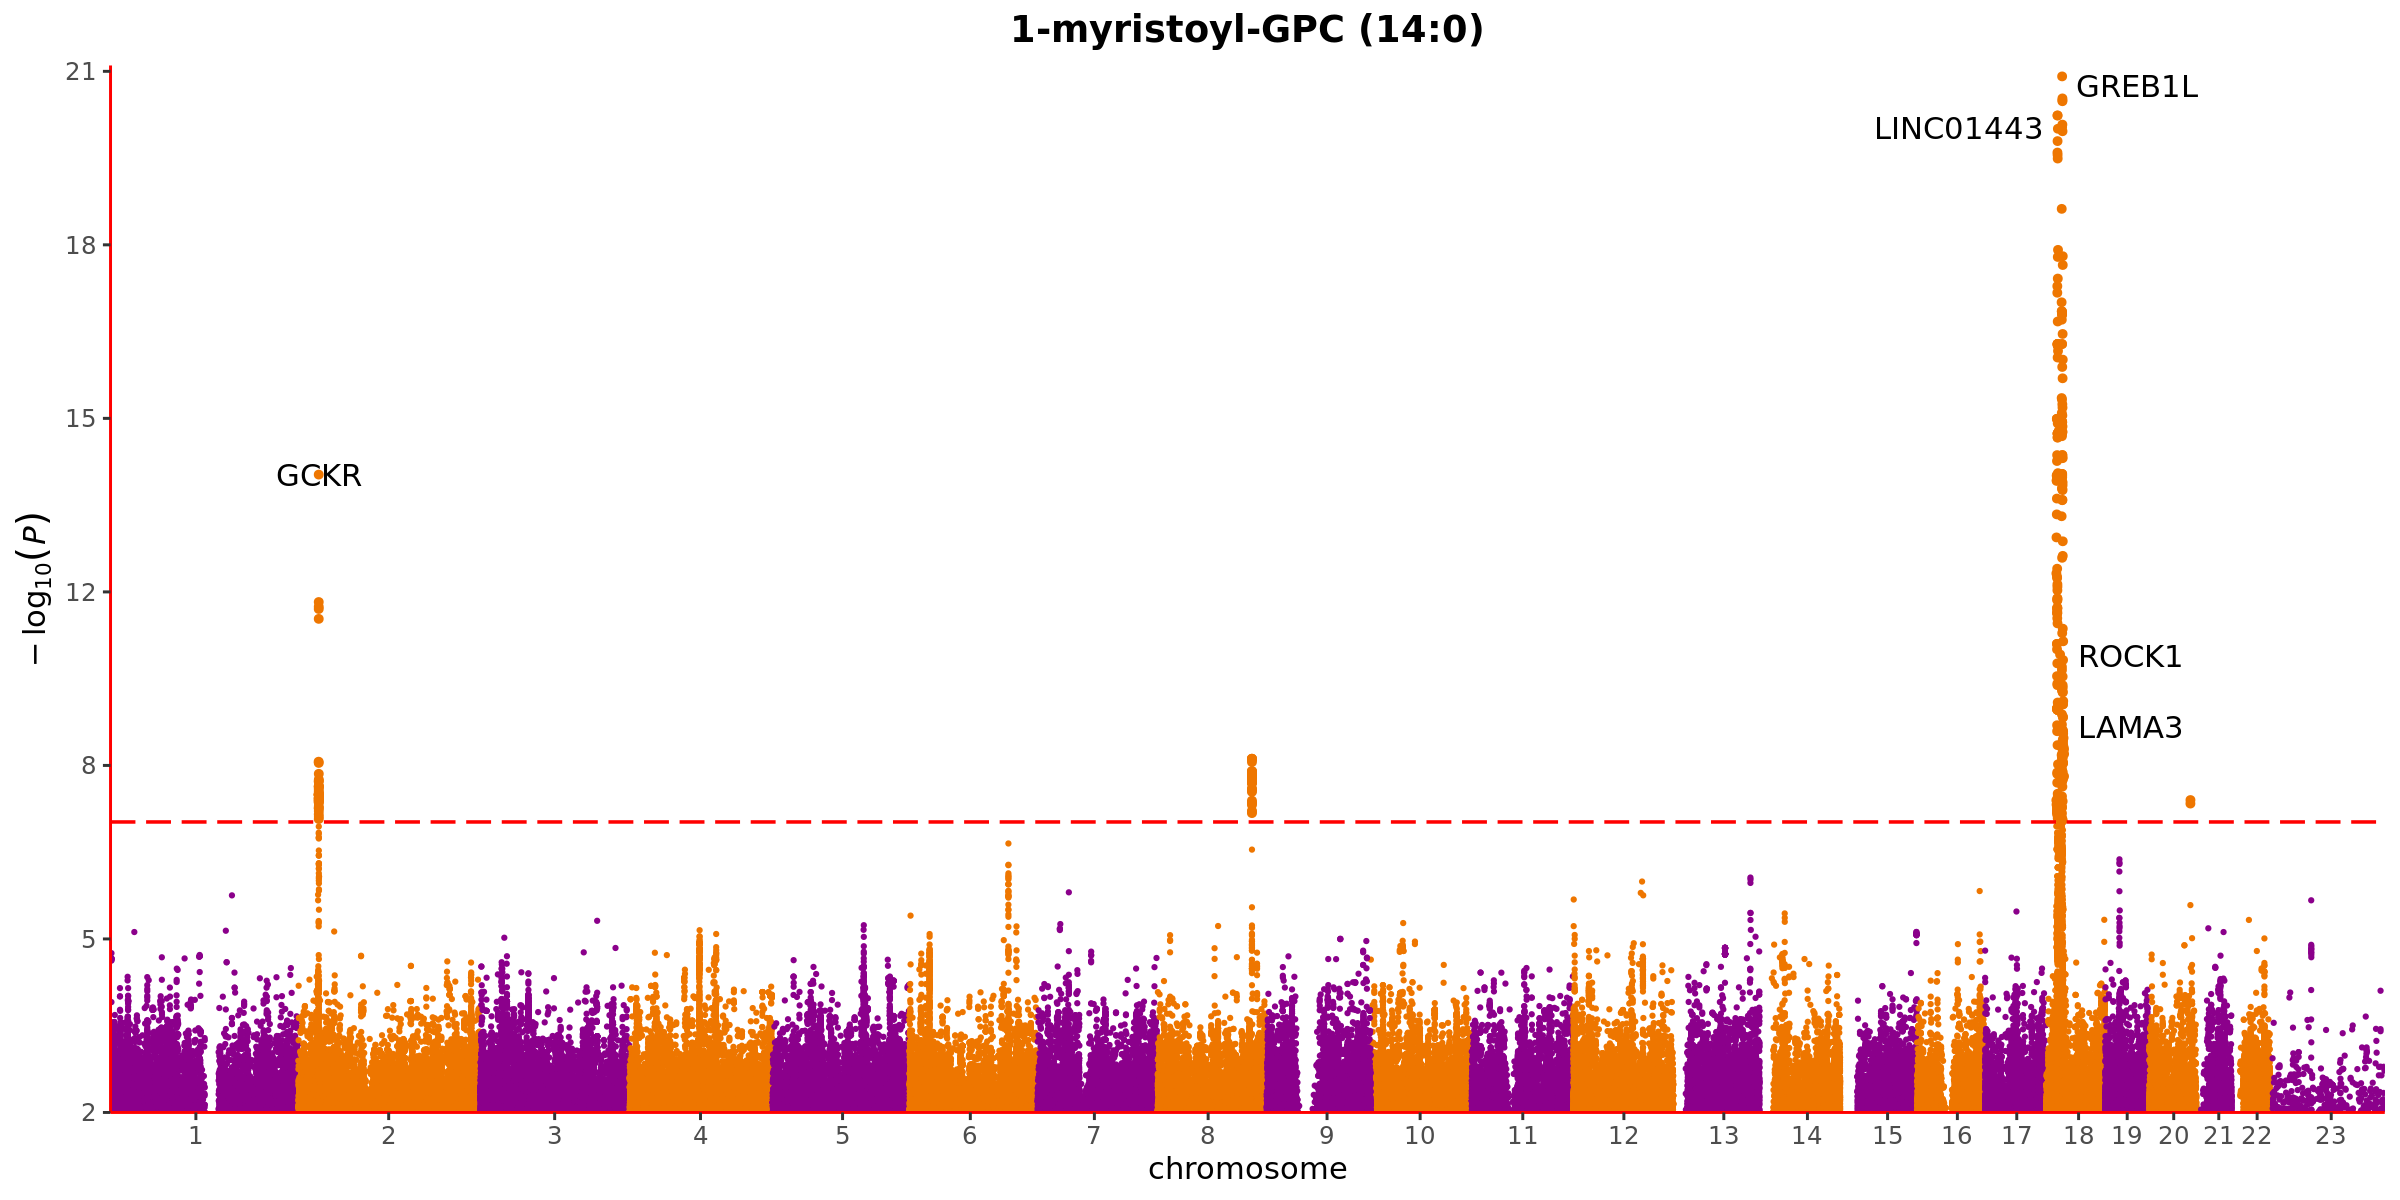 1-myristoyl-GPC (14:0)
21
GREB1L
LINC01443
18
15
GCKR
− log10(P)
12
ROCK1
LAMA3
8
5
2
1 2 3 4 5 6 7 8 9 10 11 12 13 14 15 16 17 18 19 20 21 22 23
chromosome